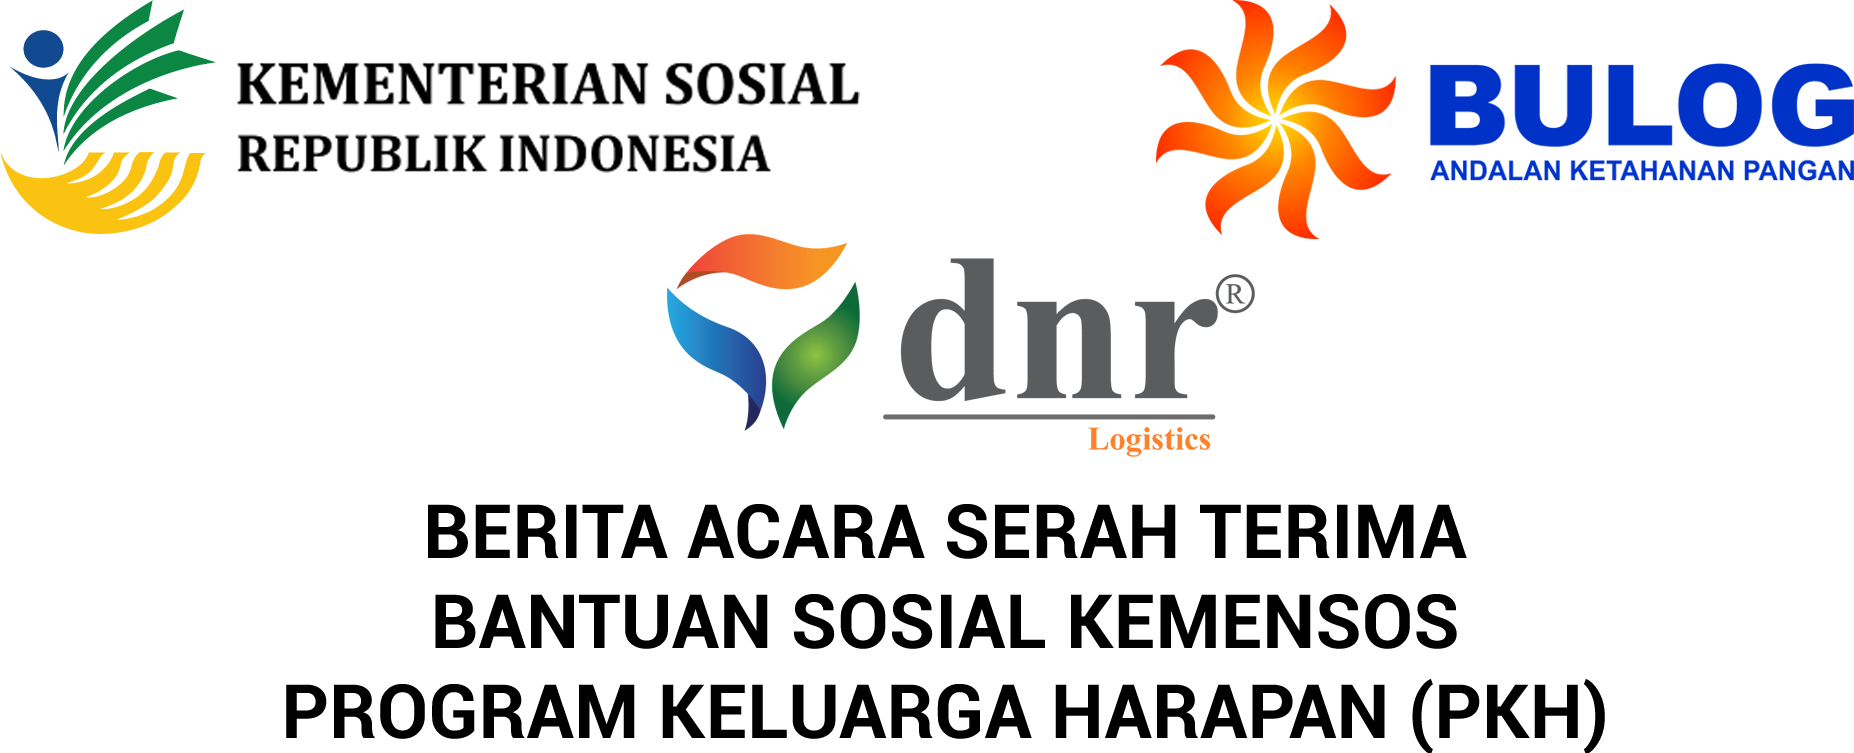 KEMENTERIAN SOSIAL
REPUBLIK INDONESIA
BULOG
ANDALAN KETAHANAN PANGAN
dnr®
Logistics
BERITA ACARA SERAH TERIMA
BANTUAN SOSIAL KEMENSOS
PROGRAM KELUARGA HARAPAN (PKH)